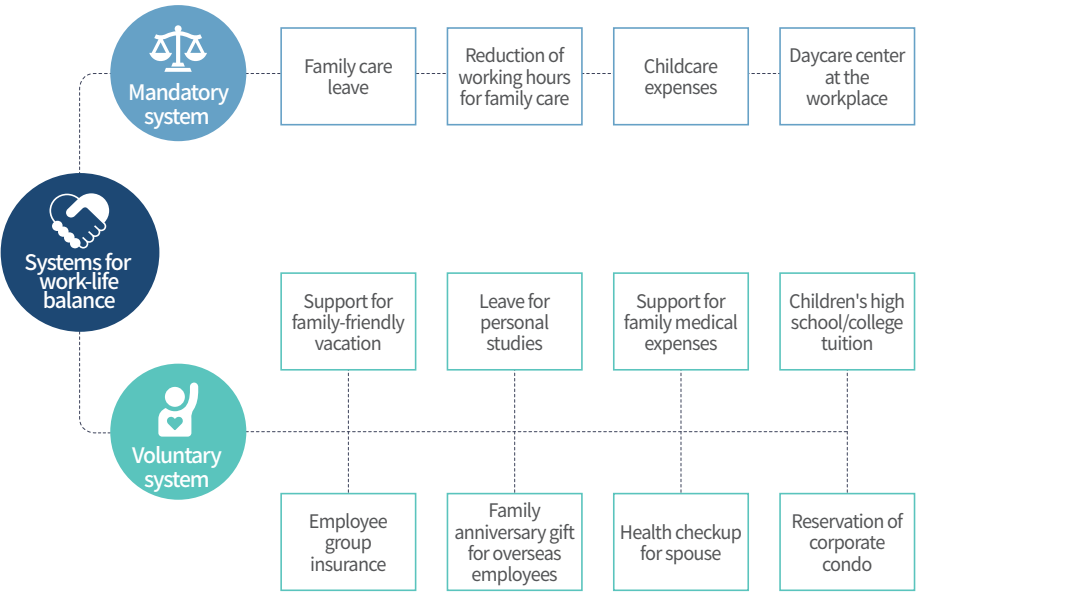 Mandatory
system
Family care
leave
Reduction of
working hours
for family care
Childcare
expenses
Daycare center
at the
workplace
Systems for
work-life
balance
Support for
family-friendly
vacation
Leave for
personal
studies
Support for
family medical
expenses
Children's high
school/college
tuition
Voluntary
system
Employee
group
insurance
Family
anniversary gift
for overseas
employees
Health checkup
for spouse
Reservation of
corporate
condo